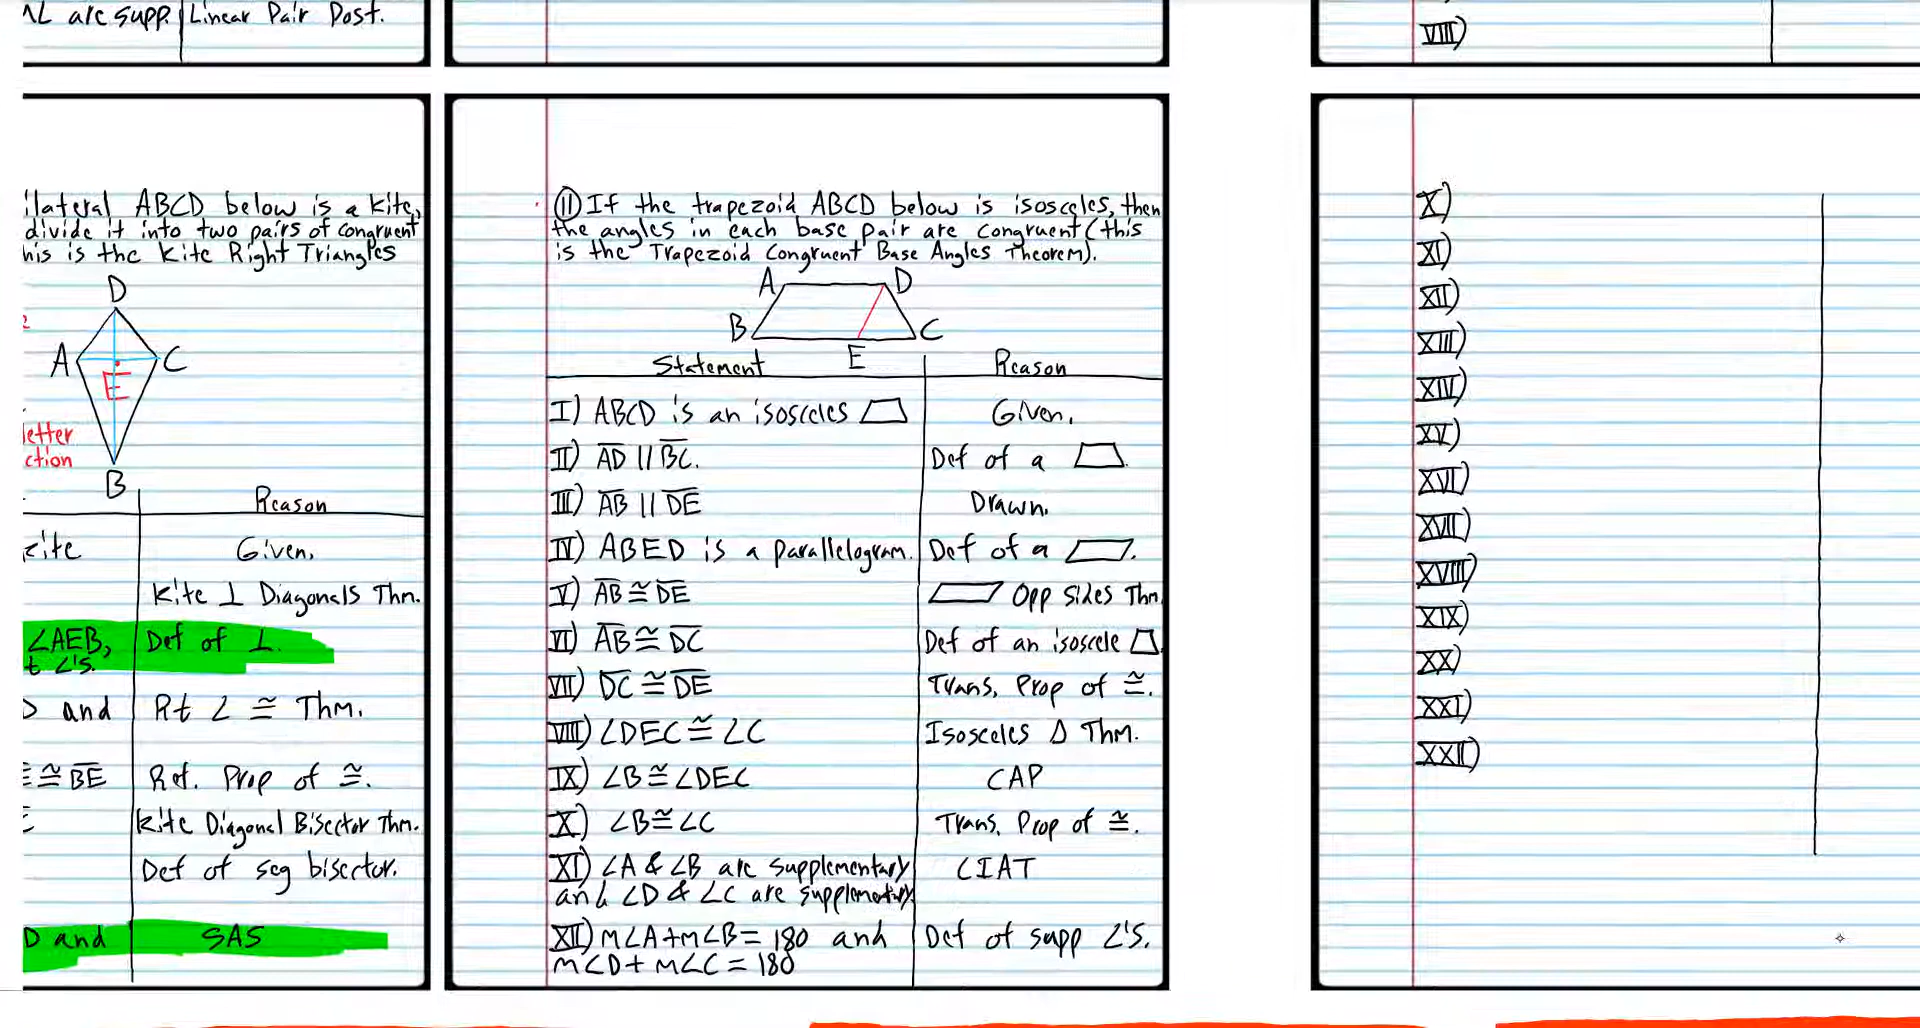 ∠L are supp.
Linear Pair Post.
VIII)
ilateral ABCD below is a kite,
divide it into two pairs of congruent
his is the Kite Right Triangles
D
A
C
E
B
etter
ction
Reason
kite
Given.
Kite ⊥ Diagonals Thm.
∠AEB,
t ∠'s.
Def of ⊥.
D and
Rt ∠ ≅ Thm.
E ≅ BE
Ref. Prop of ≅.
Kite Diagonal Bisector Thm.
Def of seg bisector.
D and
SAS
11 If the trapezoid ABCD below is isosceles, then
the angles in each base pair are congruent (this
is the Trapezoid Congruent Base Angles Theorem).
A
D
B
C
E
Statement
Reason
I) ABCD is an isosceles ▱
Given.
II) AD || BC.
Def of a ⏢.
III) AB || DE
Drawn.
IV) ABED is a parallelogram.
Def of a ▱.
V) AB ≅ DE
▱ Opp sides Thm
VI) AB ≅ DC
Def of an isoscele ⏢
VII) DC ≅ DE
Trans. Prop of ≅.
VIII) ∠DEC ≅ ∠C
Isosceles Δ Thm.
IX) ∠B ≅ ∠DEC
CAP
X) ∠B ≅ ∠C
Trans. Prop of ≅.
XI) ∠A & ∠B are supplementary
and ∠D & ∠C are supplementary.
CIAT
XII) m∠A + m∠B = 180 and
m∠D + m∠C = 180
Def of supp ∠'s.
X)
XI)
XII)
XIII)
XIV)
XV)
XVI)
XVII)
XVIII)
XIX)
XX)
XXI)
XXII)